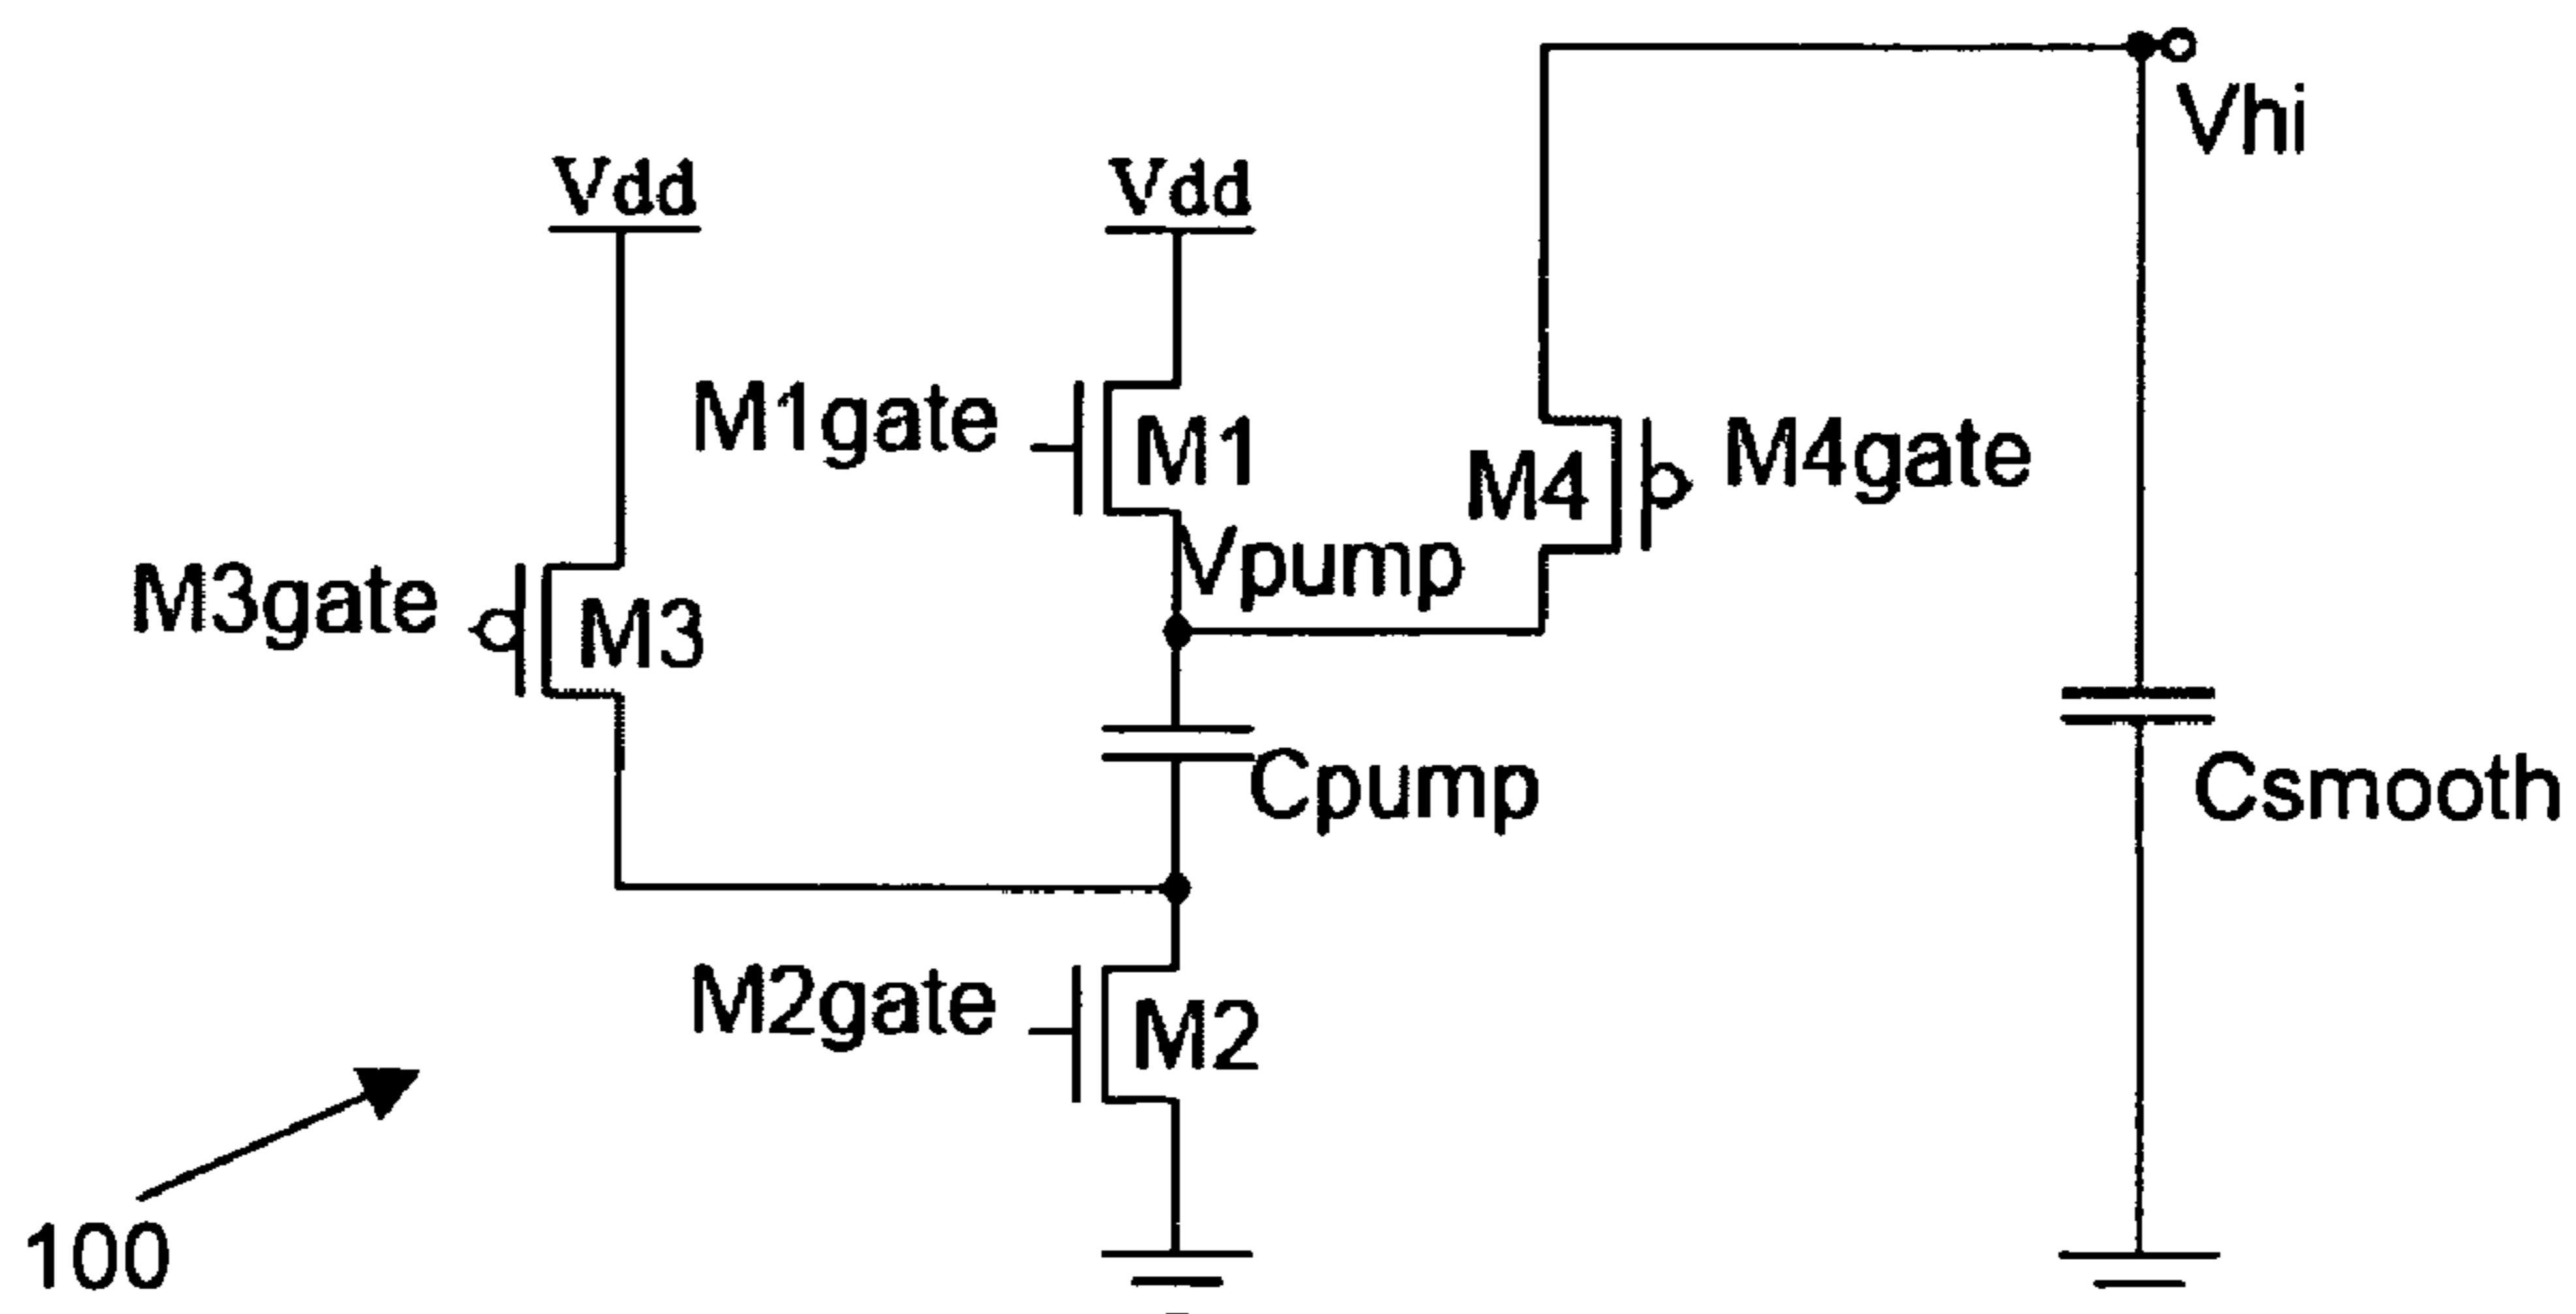 Vhi
Vdd
Vdd
M1gate
M1
M4
M4gate
Vpump
M3gate
M3
Cpump
Csmooth
M2gate
M2
100